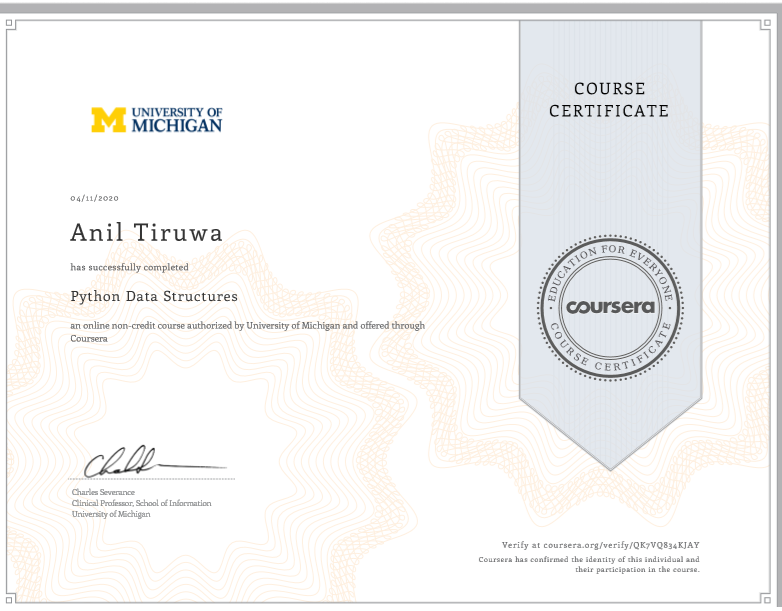 COURSE
CERTIFICATE
UNIVERSITY OF
MICHIGAN
04/11/2020
Anil Tiruwa
has successfully completed
Python Data Structures
an online non-credit course authorized by University of Michigan and offered through
Coursera
EDUCATION FOR EVERYONE
coursera
COURSE CERTIFICATE
Charles Severance
Clinical Professor, School of Information
University of Michigan
Verify at coursera.org/verify/QK7VQ834KJAY
Coursera has confirmed the identity of this individual and
their participation in the course.